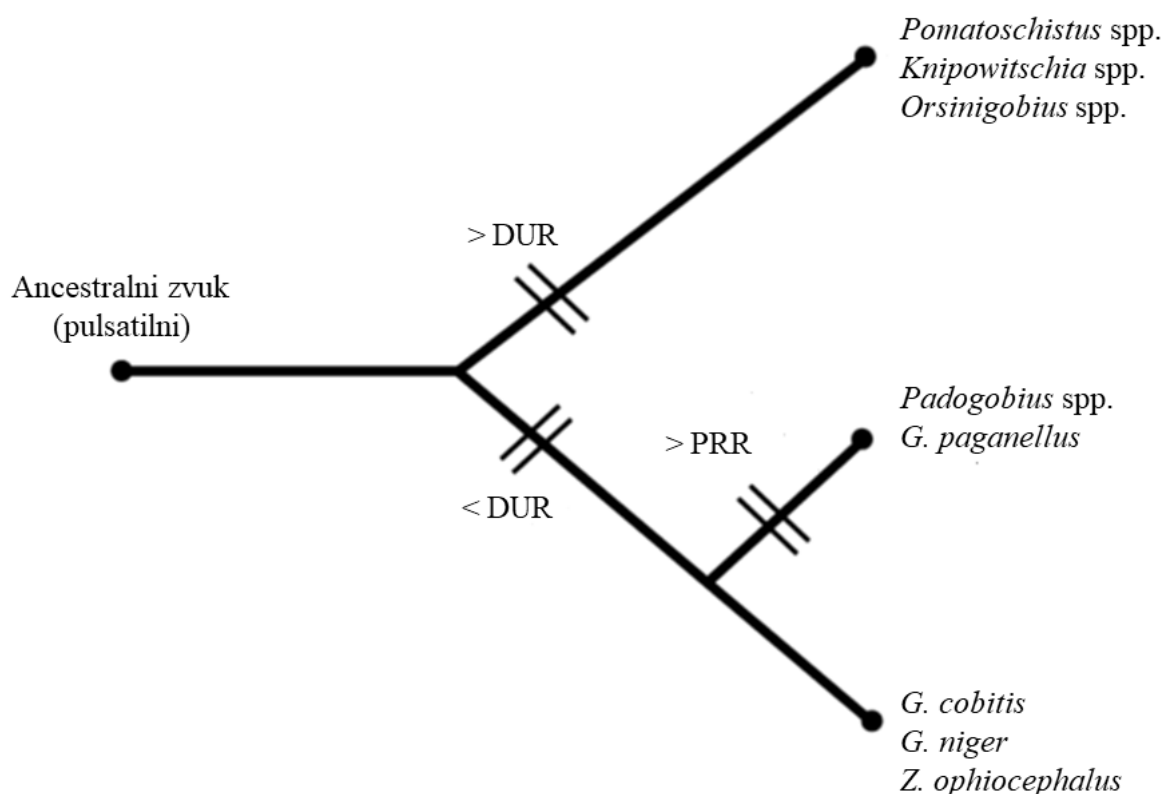 Pomatoschistus spp.
Knipowitschia spp.
Orsinigobius spp.
> DUR
Ancestralni zvuk
(pulsatilni)
Padogobius spp.
G. paganellus
> PRR
< DUR
G. cobitis
G. niger
Z. ophiocephalus